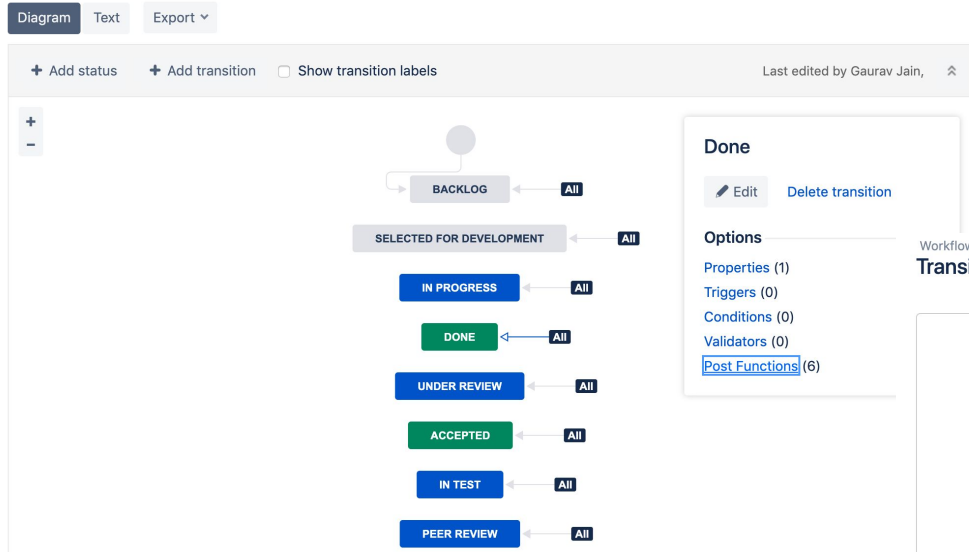 Diagram Text Export
+ Add status + Add transition Show transition labels Last edited by Gaurav Jain,
+
−
Done
Edit Delete transition
Options
Properties (1)
Triggers (0)
Conditions (0)
Validators (0)
Post Functions (6)
BACKLOG All
SELECTED FOR DEVELOPMENT All
IN PROGRESS All
DONE All
UNDER REVIEW All
ACCEPTED All
IN TEST All
PEER REVIEW All